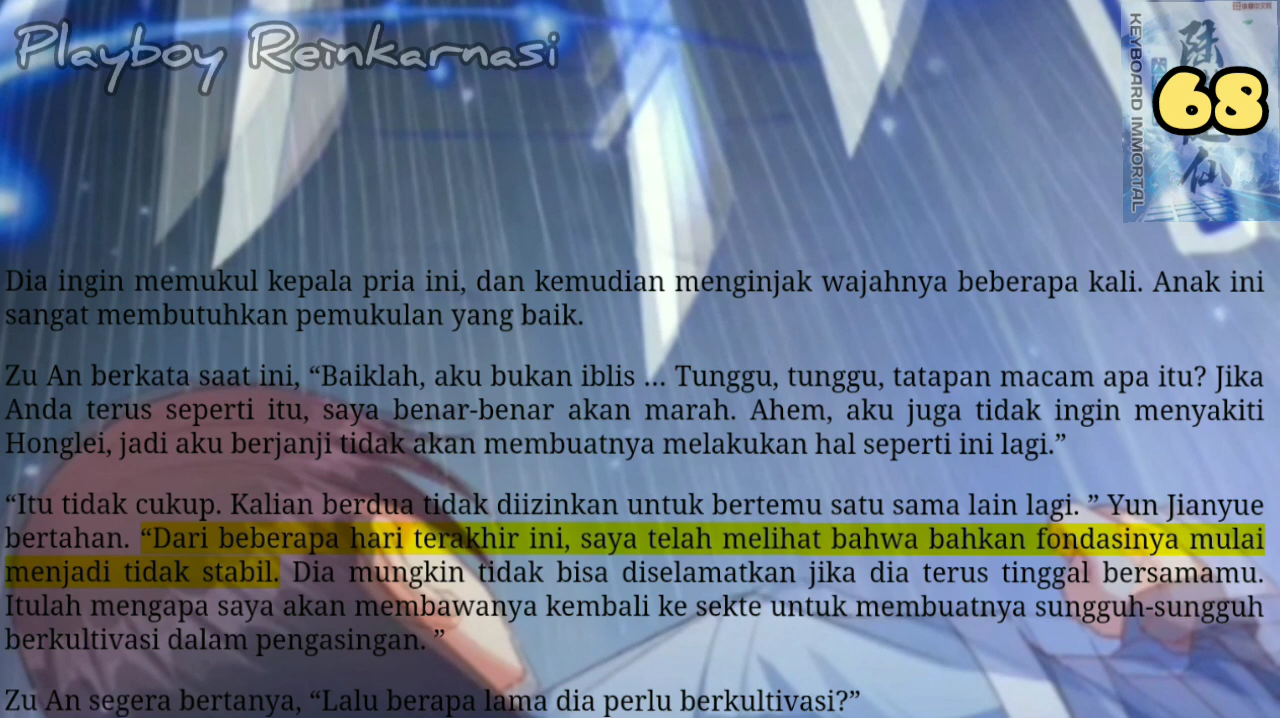 Playboy Reinkarnasi
KEYBOARD IMMORTAL
68
Dia ingin memukul kepala pria ini, dan kemudian menginjak wajahnya beberapa kali. Anak ini
sangat membutuhkan pemukulan yang baik.
Zu An berkata saat ini, “Baiklah, aku bukan iblis ... Tunggu, tunggu, tatapan macam apa itu? Jika
Anda terus seperti itu, saya benar-benar akan marah. Ahem, aku juga tidak ingin menyakiti
Honglei, jadi aku berjanji tidak akan membuatnya melakukan hal seperti ini lagi.”
“Itu tidak cukup. Kalian berdua tidak diizinkan untuk bertemu satu sama lain lagi. ” Yun Jianyue
bertahan. “Dari beberapa hari terakhir ini, saya telah melihat bahwa bahkan fondasinya mulai
menjadi tidak stabil. Dia mungkin tidak bisa diselamatkan jika dia terus tinggal bersamamu.
Itulah mengapa saya akan membawanya kembali ke sekte untuk membuatnya sungguh-sungguh
berkultivasi dalam pengasingan. ”
Zu An segera bertanya, “Lalu berapa lama dia perlu berkultivasi?”